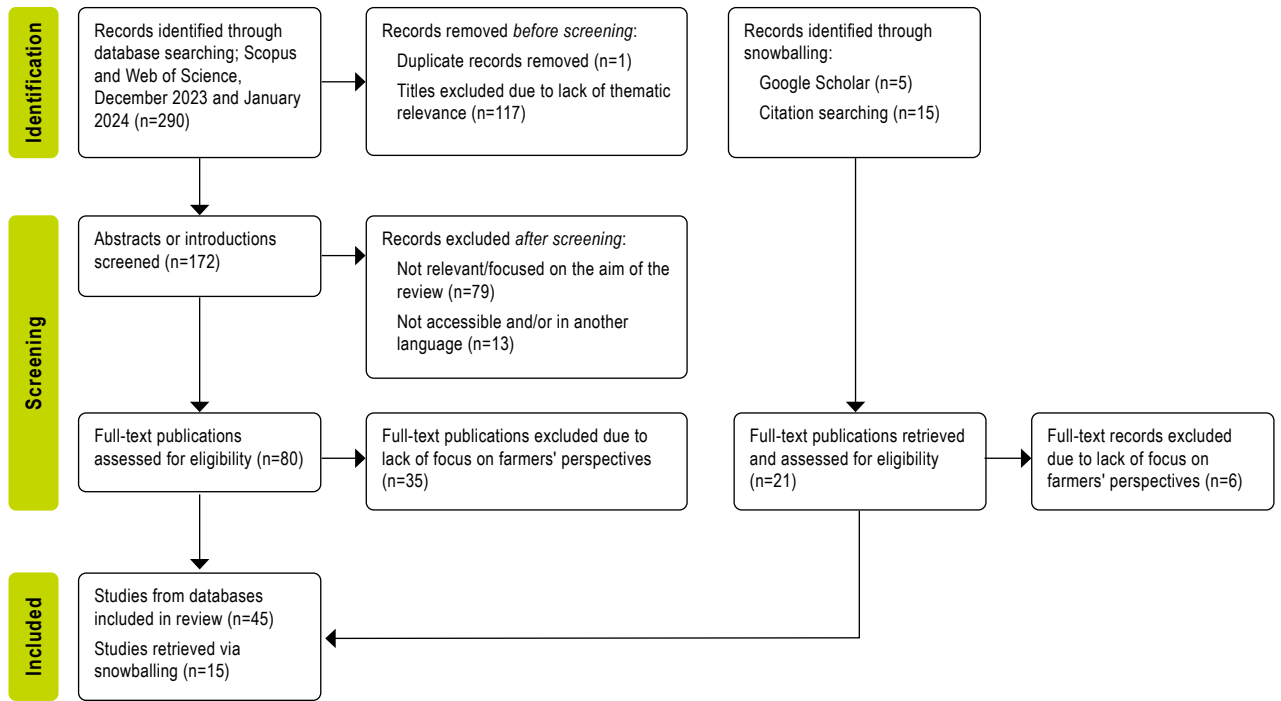 Identification
Records identified through
database searching; Scopus
and Web of Science,
December 2023 and January
2024 (n=290)
Records removed before screening:
Duplicate records removed (n=1)
Titles excluded due to lack of thematic
relevance (n=117)
Records identified through
snowballing:
Google Scholar (n=5)
Citation searching (n=15)
Screening
Abstracts or introductions
screened (n=172)
Records excluded after screening:
Not relevant/focused on the aim of the
review (n=79)
Not accessible and/or in another
language (n=13)
Full-text publications
assessed for eligibility (n=80)
Full-text publications excluded due to
lack of focus on farmers' perspectives
(n=35)
Full-text publications retrieved
and assessed for eligibility
(n=21)
Full-text records excluded
due to lack of focus on
farmers' perspectives (n=6)
Included
Studies from databases
included in review (n=45)
Studies retrieved via
snowballing (n=15)